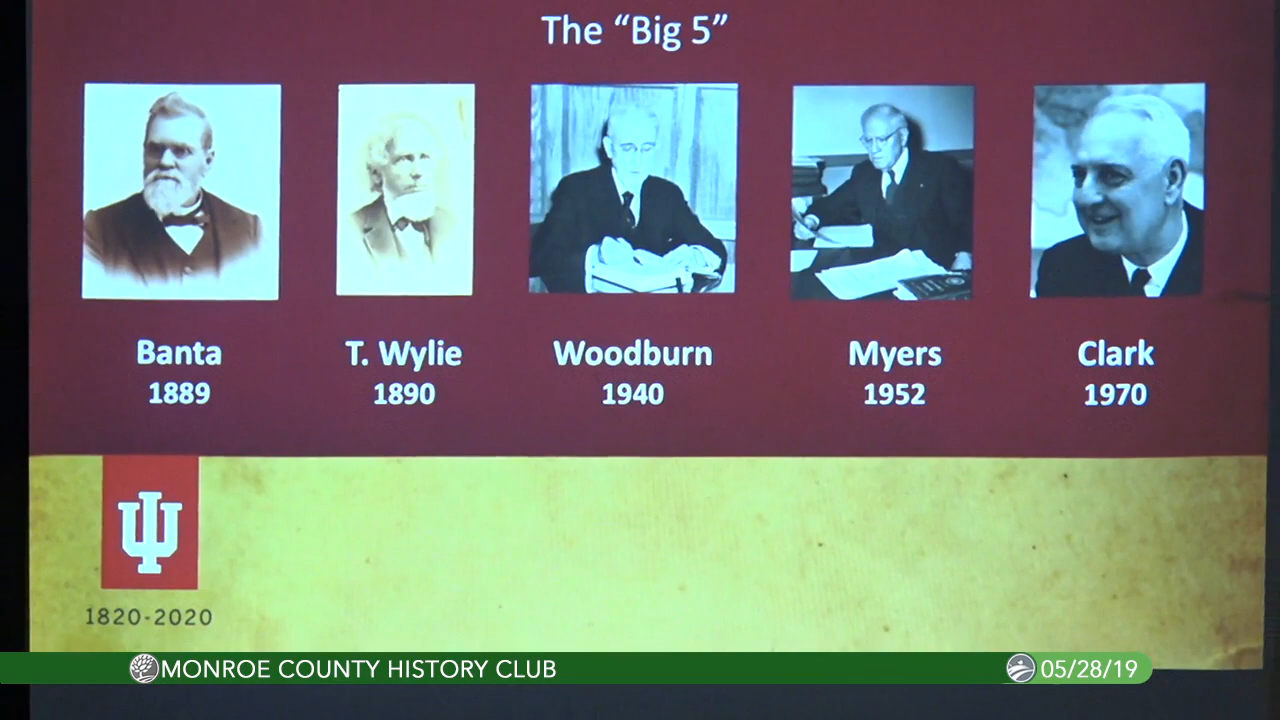 The “Big 5”
Banta
1889
T. Wylie
1890
Woodburn
1940
Myers
1952
Clark
1970
1820-2020
MONROE COUNTY HISTORY CLUB
05/28/19